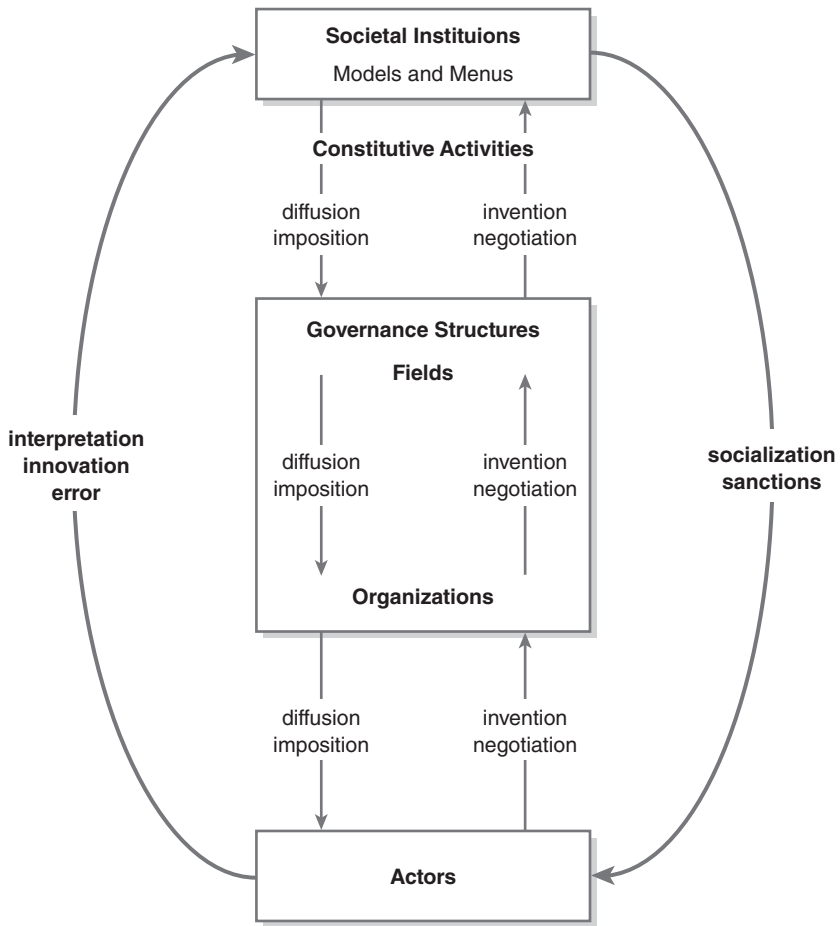 Societal Instituions
Models and Menus
Constitutive Activities
diffusion
imposition
invention
negotiation
Governance Structures
Fields
interpretation
innovation
error
diffusion
imposition
invention
negotiation
socialization
sanctions
Organizations
diffusion
imposition
invention
negotiation
Actors